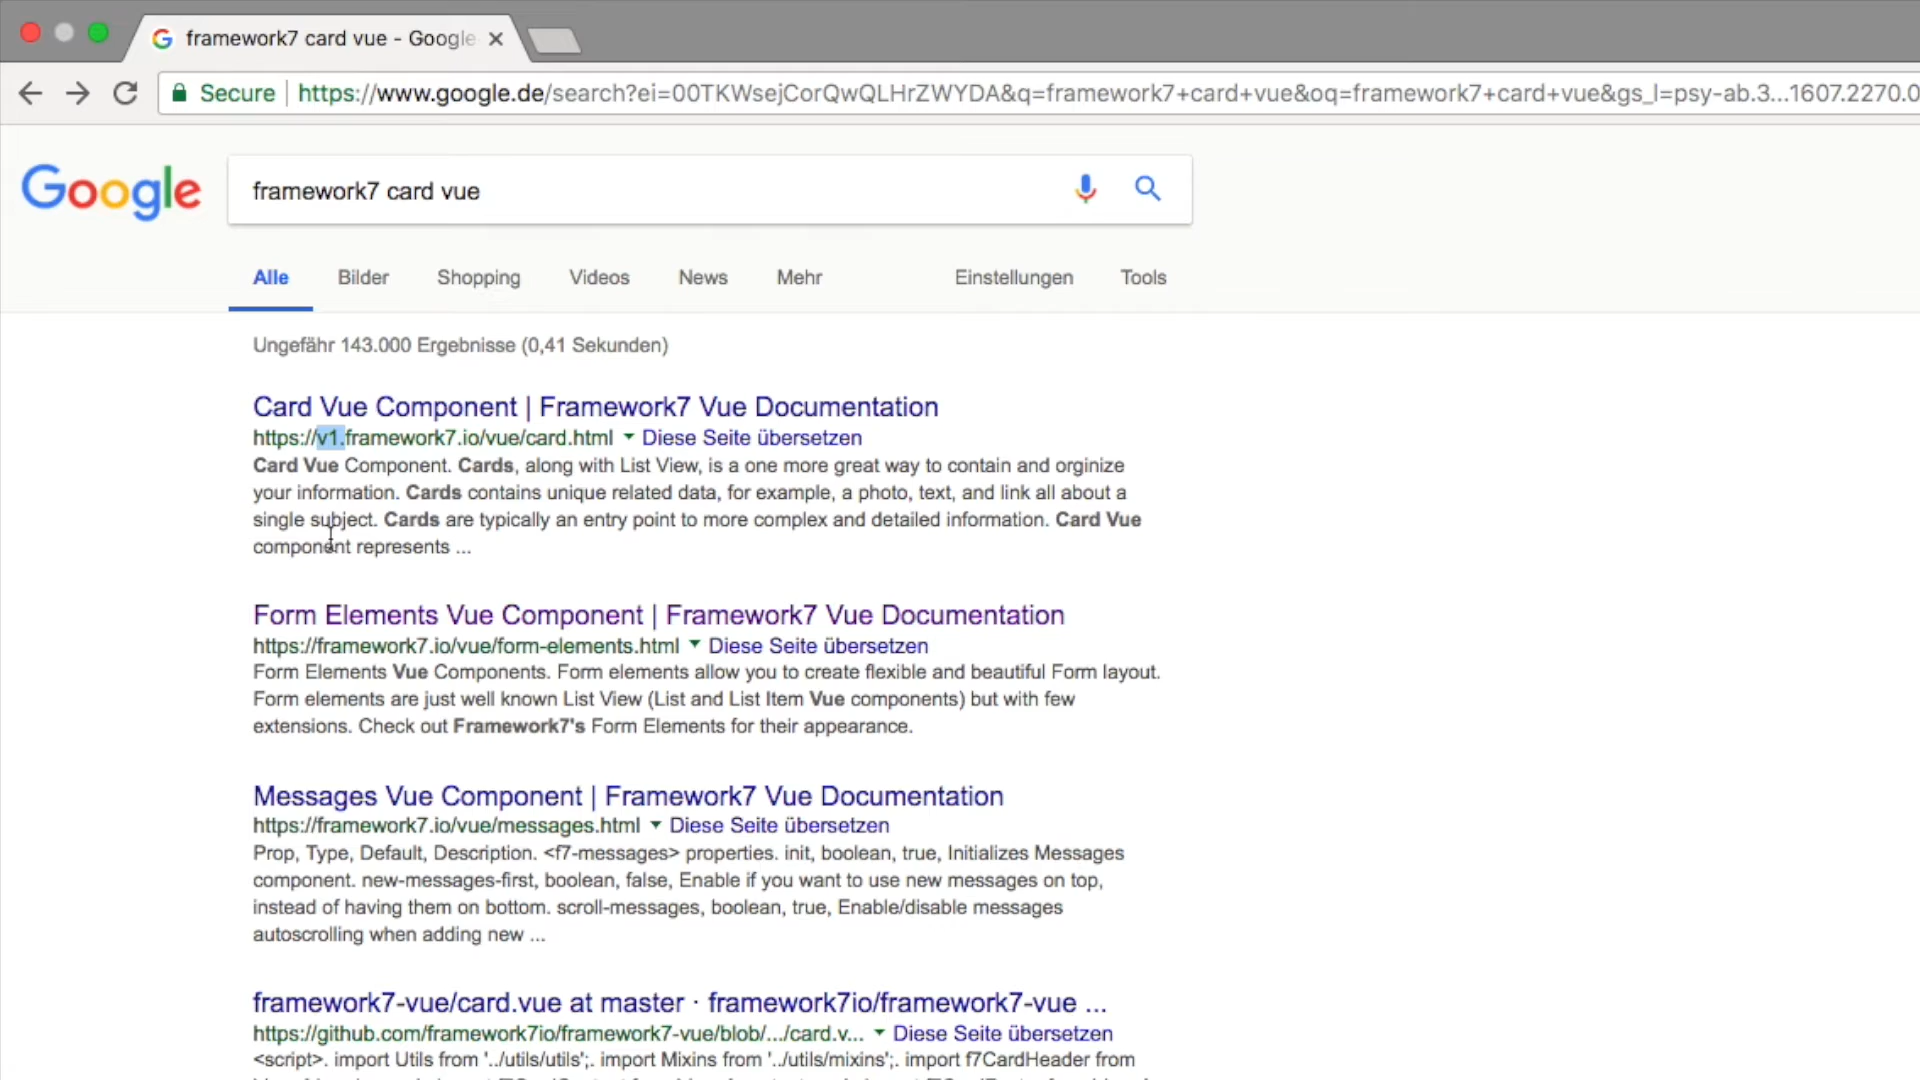 framework7 card vue - Google
Secure | https://www.google.de/search?ei=00TKWsejCorQwQLHrZWYDA&q=framework7+card+vue&oq=framework7+card+vue&gs_l=psy-ab.3...1607.2270.0
Google framework7 card vue
Alle Bilder Shopping Videos News Mehr Einstellungen Tools
Ungefähr 143.000 Ergebnisse (0,41 Sekunden)
Card Vue Component | Framework7 Vue Documentation
https://v1.framework7.io/vue/card.html Diese Seite übersetzen
Card Vue Component. Cards, along with List View, is a one more great way to contain and orginize
your information. Cards contains unique related data, for example, a photo, text, and link all about a
single subject. Cards are typically an entry point to more complex and detailed information. Card Vue
component represents ...
Form Elements Vue Component | Framework7 Vue Documentation
https://framework7.io/vue/form-elements.html Diese Seite übersetzen
Form Elements Vue Components. Form elements allow you to create flexible and beautiful Form layout.
Form elements are just well known List View (List and List Item Vue components) but with few
extensions. Check out Framework7's Form Elements for their appearance.
Messages Vue Component | Framework7 Vue Documentation
https://framework7.io/vue/messages.html Diese Seite übersetzen
Prop, Type, Default, Description. <f7-messages> properties. init, boolean, true, Initializes Messages
component. new-messages-first, boolean, false, Enable if you want to use new messages on top,
instead of having them on bottom. scroll-messages, boolean, true, Enable/disable messages
autoscrolling when adding new ...
framework7-vue/card.vue at master · framework7io/framework7-vue ...
https://github.com/framework7io/framework7-vue/blob/.../card.v... Diese Seite übersetzen
<script>. import Utils from '../utils/utils';. import Mixins from '../utils/mixins';. import f7CardHeader from